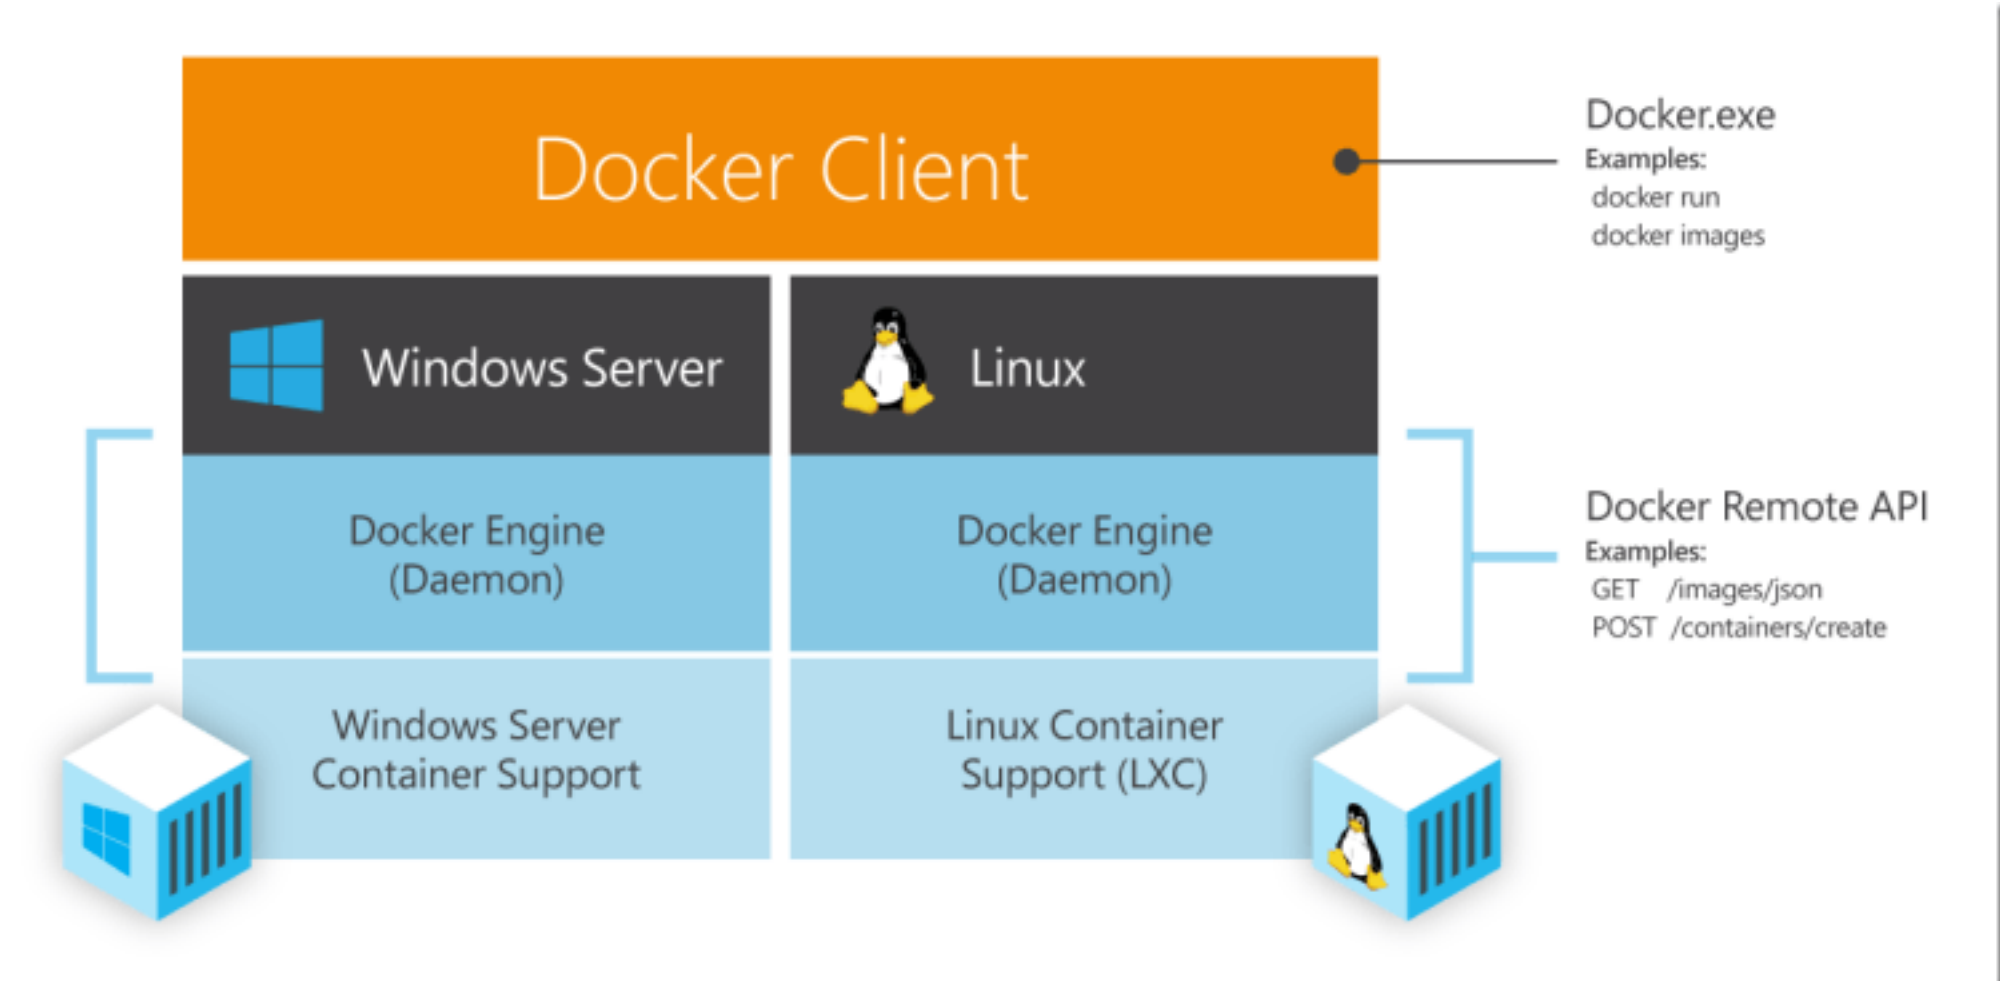 Docker Client
Docker.exe
Examples:
docker run
docker images
Windows Server
Linux
Docker Engine
(Daemon)
Docker Engine
(Daemon)
Docker Remote API
Examples:
GET /images/json
POST /containers/create
Windows Server
Container Support
Linux Container
Support (LXC)